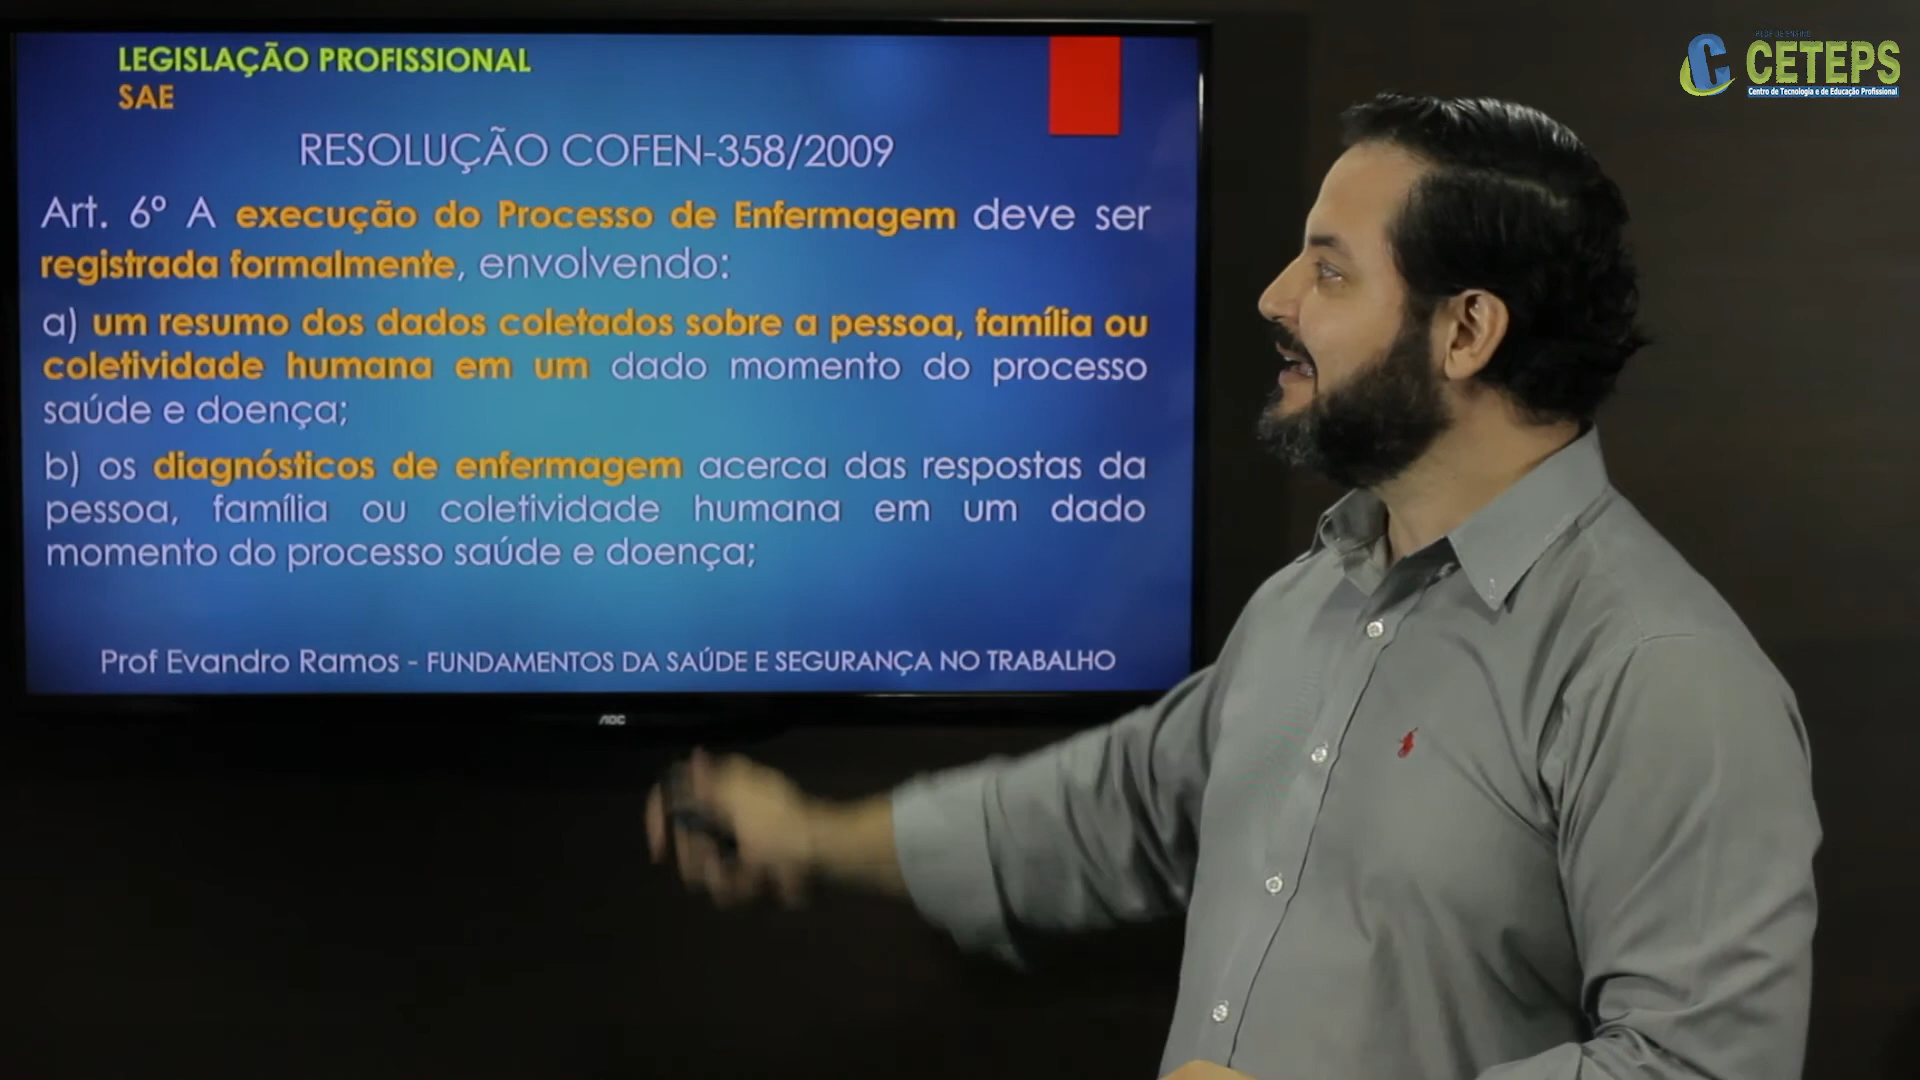 LEGISLAÇÃO PROFISSIONAL
SAE
RESOLUÇÃO COFEN-358/2009
Art. 6º A execução do Processo de Enfermagem deve ser
registrada formalmente, envolvendo:
a) um resumo dos dados coletados sobre a pessoa, família ou
coletividade humana em um dado momento do processo
saúde e doença;
b) os diagnósticos de enfermagem acerca das respostas da
pessoa, família ou coletividade humana em um dado
momento do processo saúde e doença;
Prof Evandro Ramos - FUNDAMENTOS DA SAÚDE E SEGURANÇA NO TRABALHO
AOC
REDE DE ENSINO
CETEPS
Centro de Tecnologia e de Educação Profissional